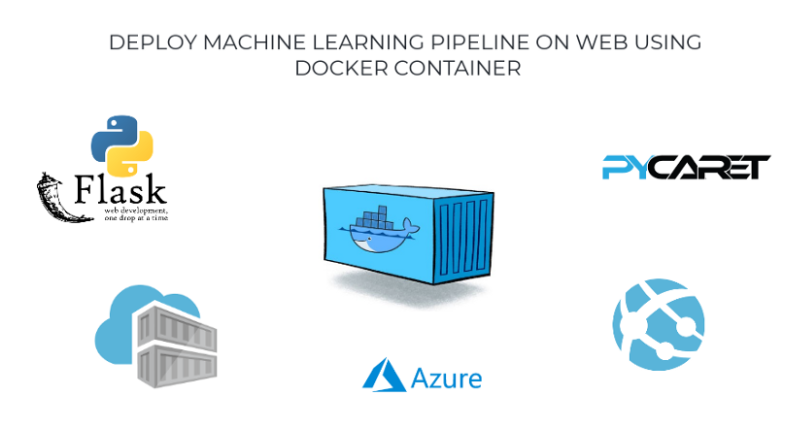 DEPLOY MACHINE LEARNING PIPELINE ON WEB USING
DOCKER CONTAINER
Flask
web development,
one drop at a time
PYCARET
Azure